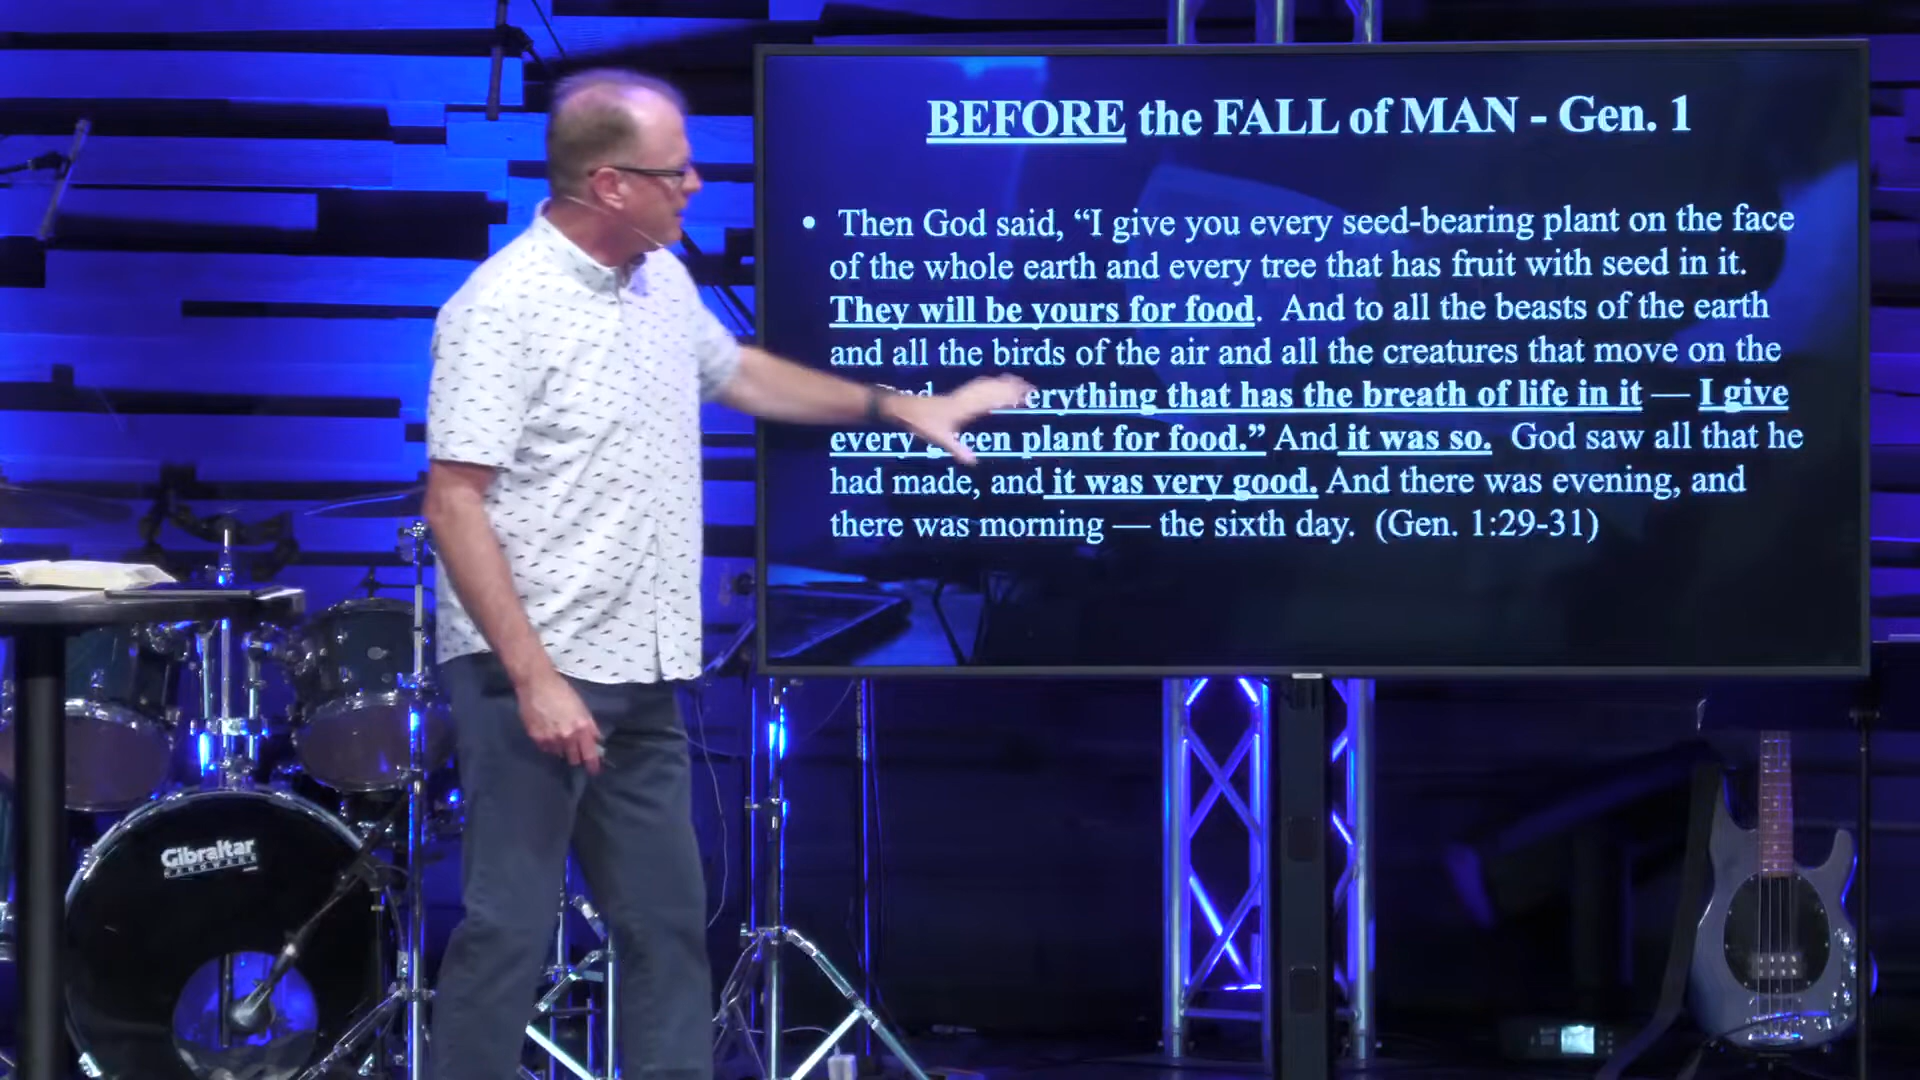 BEFORE the FALL of MAN - Gen. 1
• Then God said, “I give you every seed-bearing plant on the face
of the whole earth and every tree that has fruit with seed in it.
They will be yours for food.  And to all the beasts of the earth
and all the birds of the air and all the creatures that move on the
that has the breath of life in it — I give
every plant for food.” And it was so.  God saw all that he
had made, and it was very good. And there was evening, and
there was morning — the sixth day.  (Gen. 1:29-31)
Gibraltar
HARDWARE